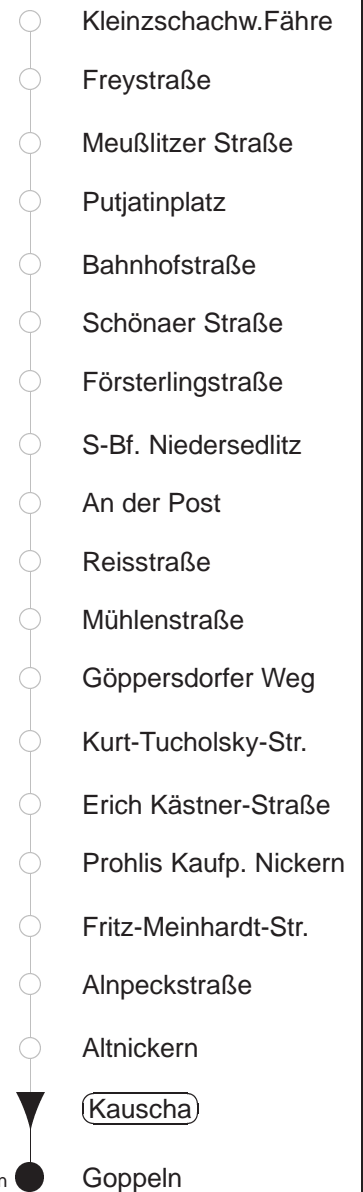 Kleinzschachw.Fähre
Freystraße
Meußlitzer Straße
Putjatinplatz
Bahnhofstraße
Schönaer Straße
Försterlingstraße
S-Bf. Niedersedlitz
An der Post
Reisstraße
Mühlenstraße
Göppersdorfer Weg
Kurt-Tucholsky-Str.
Erich Kästner-Straße
Prohlis Kaufp. Nickern
Fritz-Meinhardt-Str.
Alnpeckstraße
Altnickern
Kauscha
Goppeln